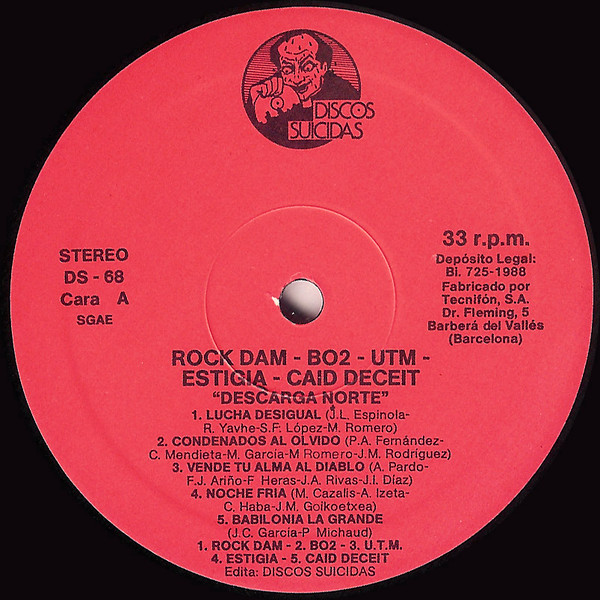 DISCOS
SUICIDAS
STEREO
DS - 68
Cara A
SGAE
33 r.p.m.
Depósito Legal:
Bi. 725-1988
Fabricado por
Tecnifón, S.A.
Dr. Fleming, 5
Barberá del Vallés
(Barcelona)
ROCK DAM - BO2 - UTM -
ESTIGIA - CAID DECEIT
"DESCARGA NORTE"
1. LUCHA DESIGUAL (J.L. Espinola-
R. Yavhe-S.F. López-M. Romero)
2. CONDENADOS AL OLVIDO (P.A. Fernández-
C. Mendieta-M. García-M Romero-J.M. Rodríguez)
3. VENDE TU ALMA AL DIABLO (A. Pardo-
F.J. Ariño-F Heras-J.A. Rivas-J.I. Díaz)
4. NOCHE FRIA (M. Cazalis-A. Izeta-
C. Haba-J.M. Goikoetxea)
5. BABILONIA LA GRANDE
(J.C. García-P Michaud)
1. ROCK DAM - 2. BO2 - 3. U.T.M.
4. ESTIGIA - 5. CAID DECEIT
Edita: DISCOS SUICIDAS